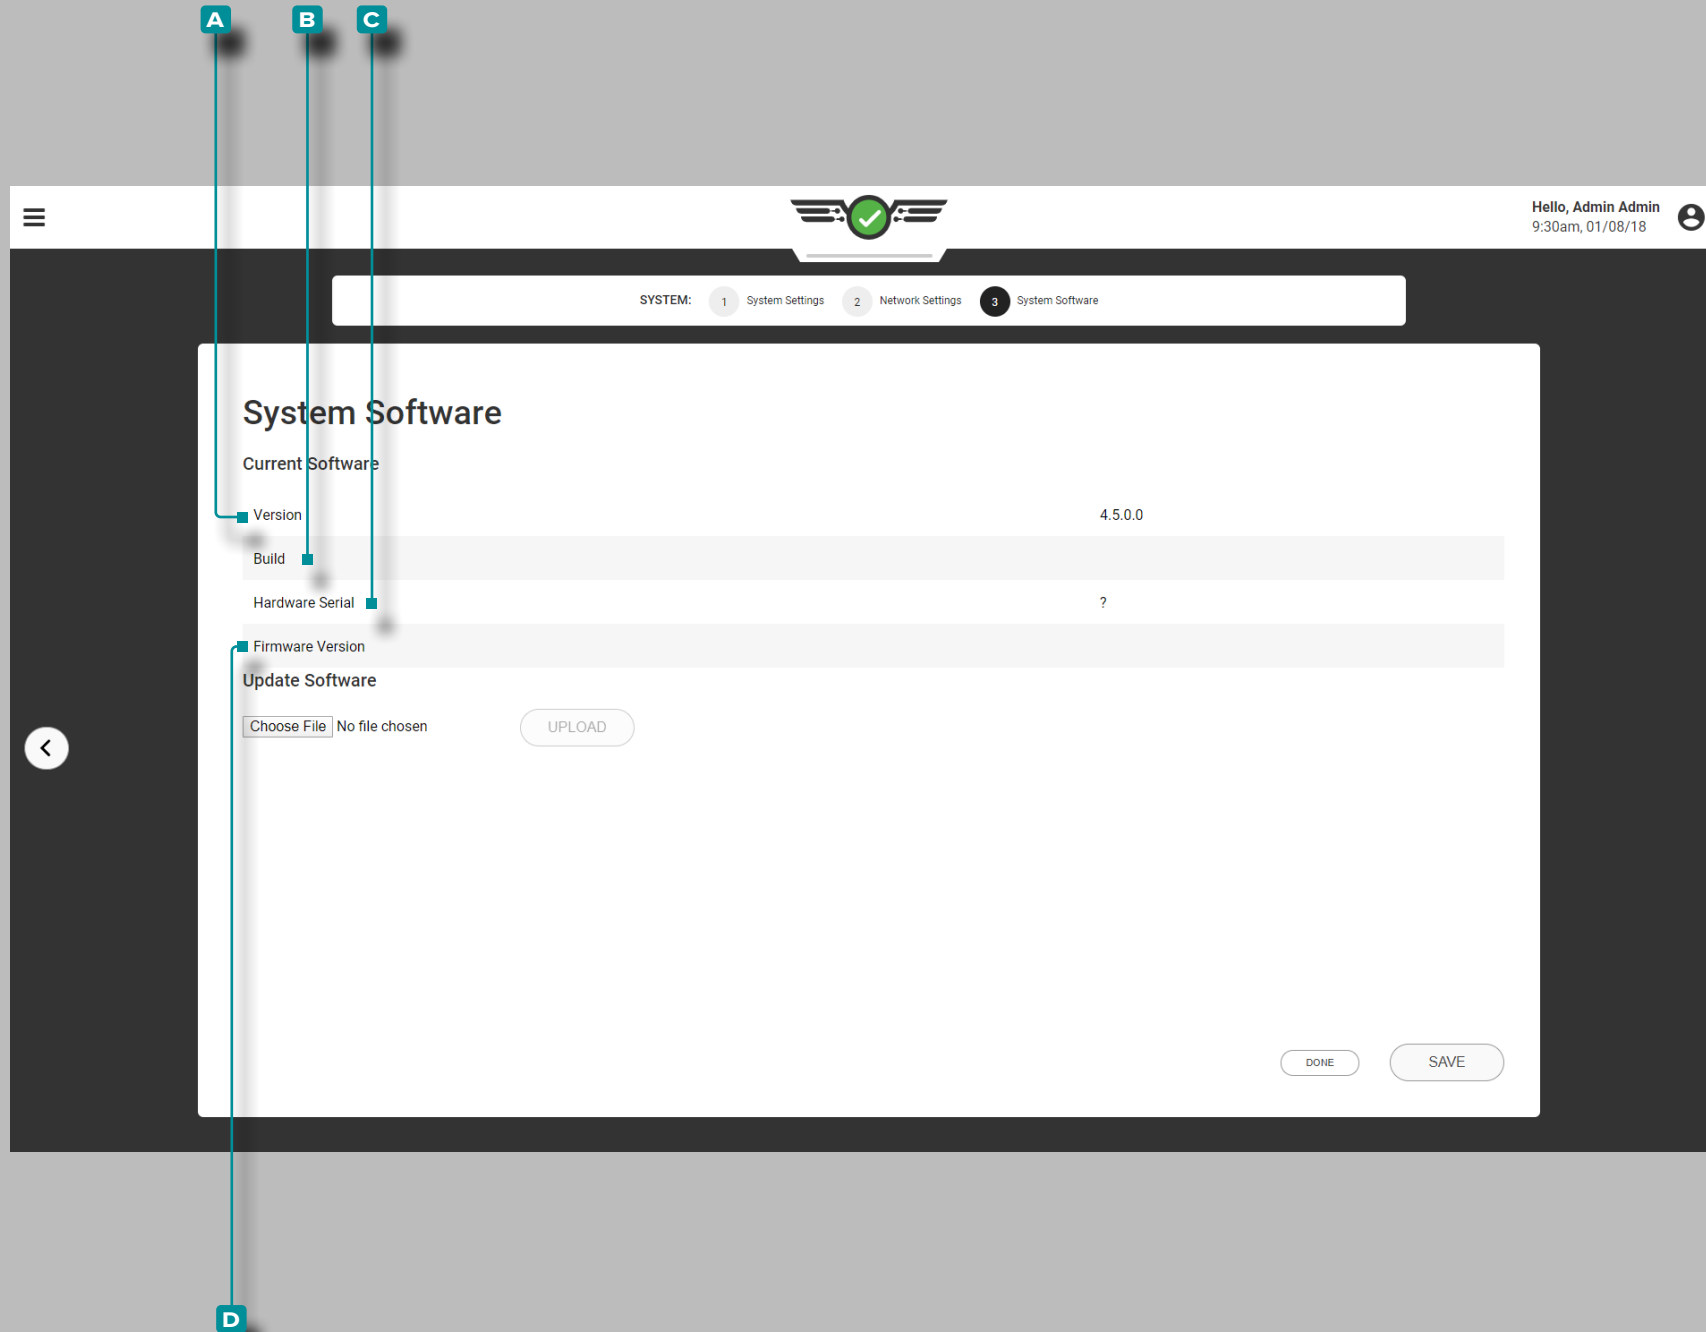 A B C
Hello, Admin Admin
9:30am, 01/08/18
SYSTEM: 1 System Settings 2 Network Settings 3 System Software
System Software
Current Software
Version 4.5.0.0
Build
Hardware Serial ?
Firmware Version
Update Software
Choose File No file chosen UPLOAD
DONE SAVE
D